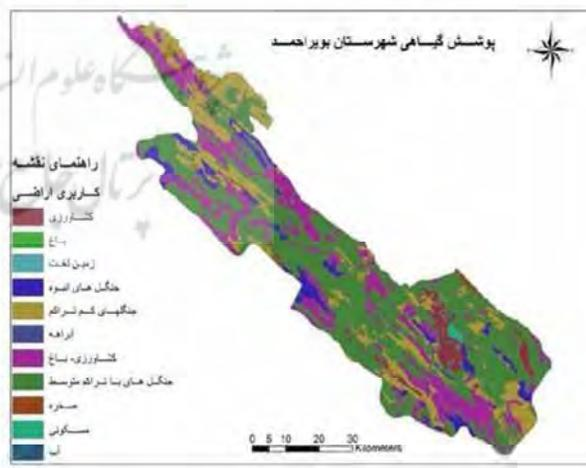 پوشش گیاهی شهرستان بویراحمد
راهنمای نقشه
کاربری اراضی
کشاورزی
باغ
زمین لخت
جنگل های انبوه
جنگلهای کم تراکم
آبراهه
کشاورزی- باغ
جنگل های با تراکم متوسط
صخره
مسکونی
آب
0 5 10 20 30
Kilometers